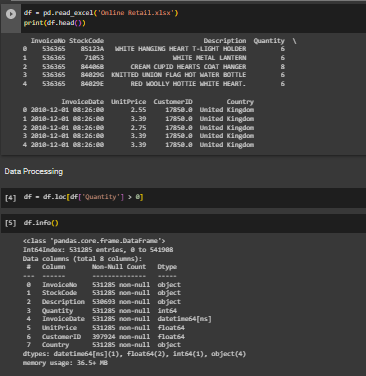 df = pd.read_excel('Online Retail.xlsx')
print(df.head())
InvoiceNo StockCode Description Quantity \
0 536365 85123A WHITE HANGING HEART T-LIGHT HOLDER 6
1 536365 71053 WHITE METAL LANTERN 6
2 536365 84406B CREAM CUPID HEARTS COAT HANGER 8
3 536365 84029G KNITTED UNION FLAG HOT WATER BOTTLE 6
4 536365 84029E RED WOOLLY HOTTIE WHITE HEART. 6
InvoiceDate UnitPrice CustomerID Country
0 2010-12-01 08:26:00 2.55 17850.0 United Kingdom
1 2010-12-01 08:26:00 3.39 17850.0 United Kingdom
2 2010-12-01 08:26:00 2.75 17850.0 United Kingdom
3 2010-12-01 08:26:00 3.39 17850.0 United Kingdom
4 2010-12-01 08:26:00 3.39 17850.0 United Kingdom
Data Processing
[4] df = df.loc[df['Quantity'] > 0]
[5] df.info()
<class 'pandas.core.frame.DataFrame'>
Int64Index: 531285 entries, 0 to 541908
Data columns (total 8 columns):
# Column Non-Null Count Dtype
--- ------ -------------- -----
0 InvoiceNo 531285 non-null object
1 StockCode 531285 non-null object
2 Description 530693 non-null object
3 Quantity 531285 non-null int64
4 InvoiceDate 531285 non-null datetime64[ns]
5 UnitPrice 531285 non-null float64
6 CustomerID 397924 non-null float64
7 Country 531285 non-null object
dtypes: datetime64[ns](1), float64(2), int64(1), object(4)
memory usage: 36.5+ MB